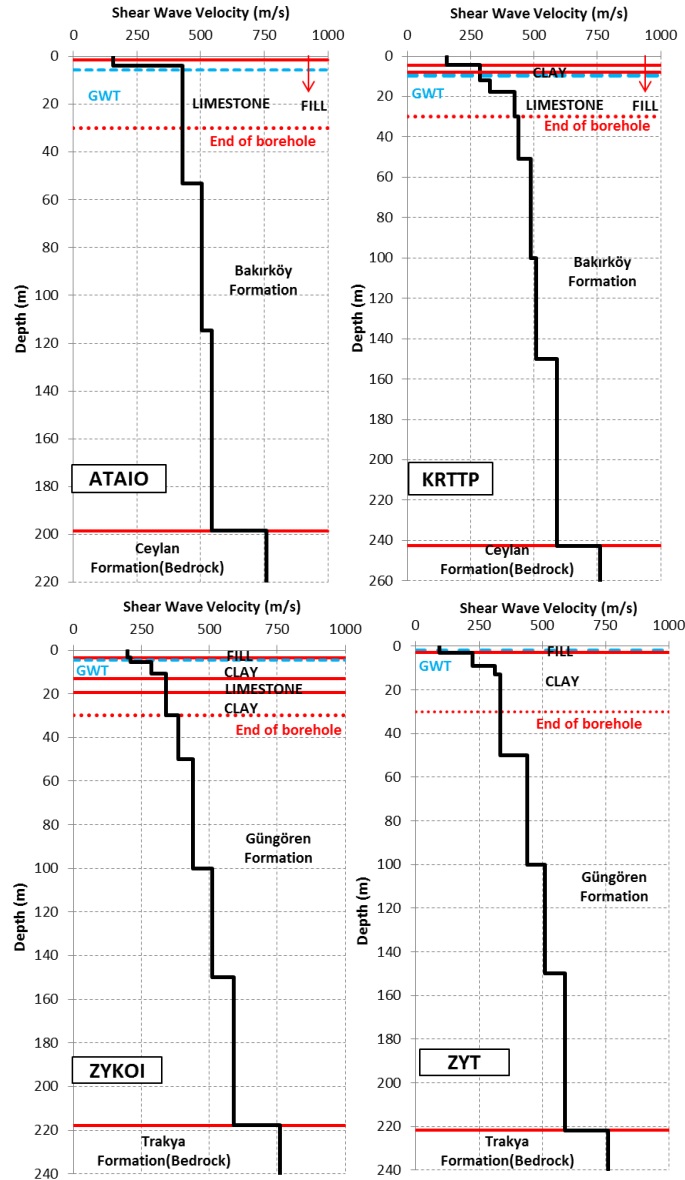 Shear Wave Velocity (m/s)
0 250 500 750 1000
0
20
40
60
80
100
120
140
160
180
200
220
Depth (m)
GWT
LIMESTONE
FILL
End of borehole
Bakırköy
Formation
ATAIO
Ceylan
Formation(Bedrock)
Shear Wave Velocity (m/s)
0 250 500 750 1000
0
20
40
60
80
100
120
140
160
180
200
220
240
260
Depth (m)
CLAY
GWT
LIMESTONE
FILL
End of borehole
Bakırköy
Formation
KRTTP
Ceylan
Formation(Bedrock)
Shear Wave Velocity (m/s)
0 250 500 750 1000
0
20
40
60
80
100
120
140
160
180
200
220
240
Depth (m)
FILL
GWT
CLAY
LIMESTONE
CLAY
End of borehole
Güngören
Formation
ZYKOI
Trakya
Formation(Bedrock)
Shear Wave Velocity (m/s)
0 250 500 750 1000
0
20
40
60
80
100
120
140
160
180
200
220
240
Depth (m)
FILL
GWT
CLAY
End of borehole
Güngören
Formation
ZYT
Trakya
Formation(Bedrock)